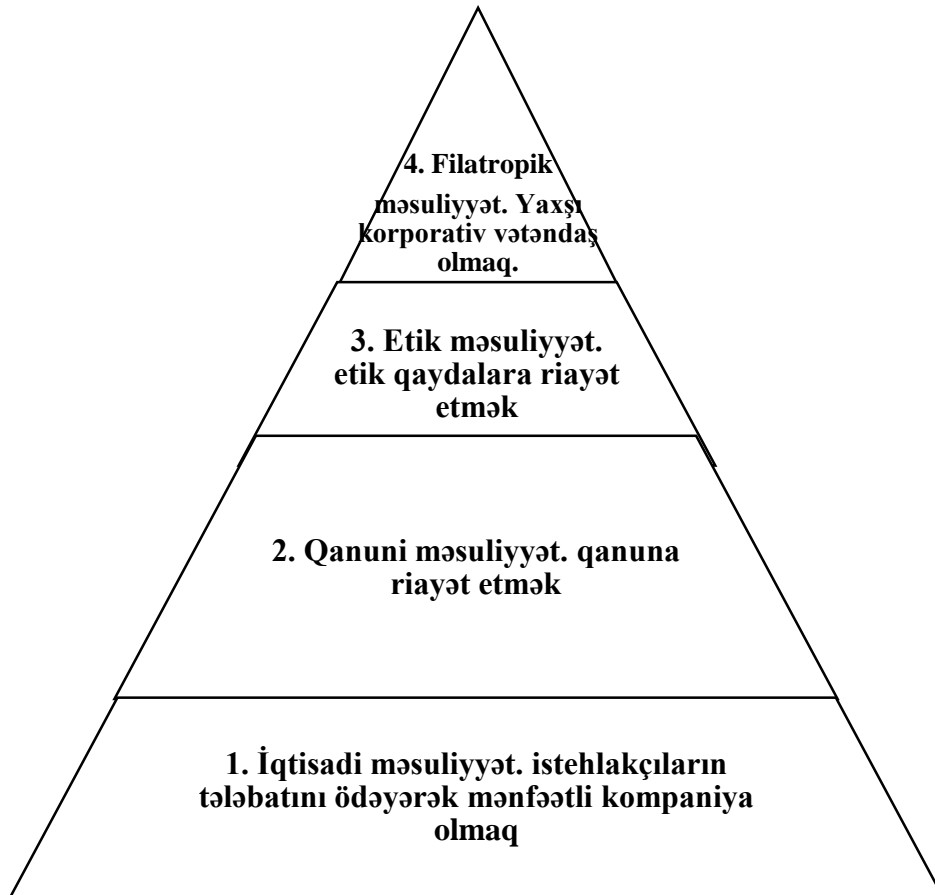 4. Filatropik
məsuliyyət. Yaxşı
korporativ vətəndaş
olmaq.
3. Etik məsuliyyət.
etik qaydalara riayət
etmək
2. Qanuni məsuliyyət. qanuna
riayət etmək
1. İqtisadi məsuliyyət. istehlakçıların
tələbatını ödəyərək mənfəətli kompaniya
olmaq